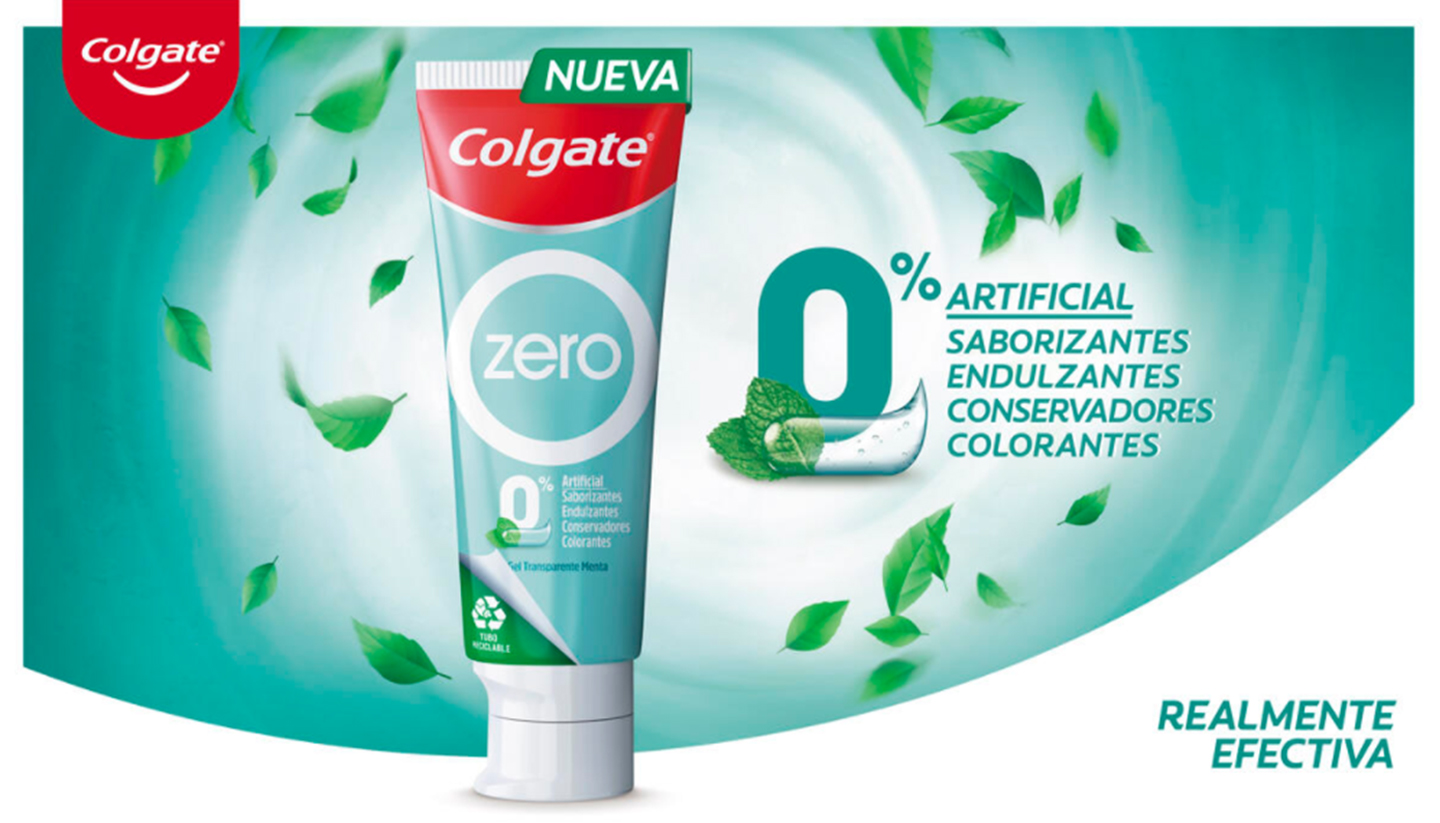 Colgate®
NUEVA
Colgate®
zero
0% Artificial
Saborizantes
Endulzantes
Conservadores
Colorantes
Gel Transparente Menta
TUBO
RECICLABLE
0% ARTIFICIAL
SABORIZANTES
ENDULZANTES
CONSERVADORES
COLORANTES
REALMENTE
EFECTIVA